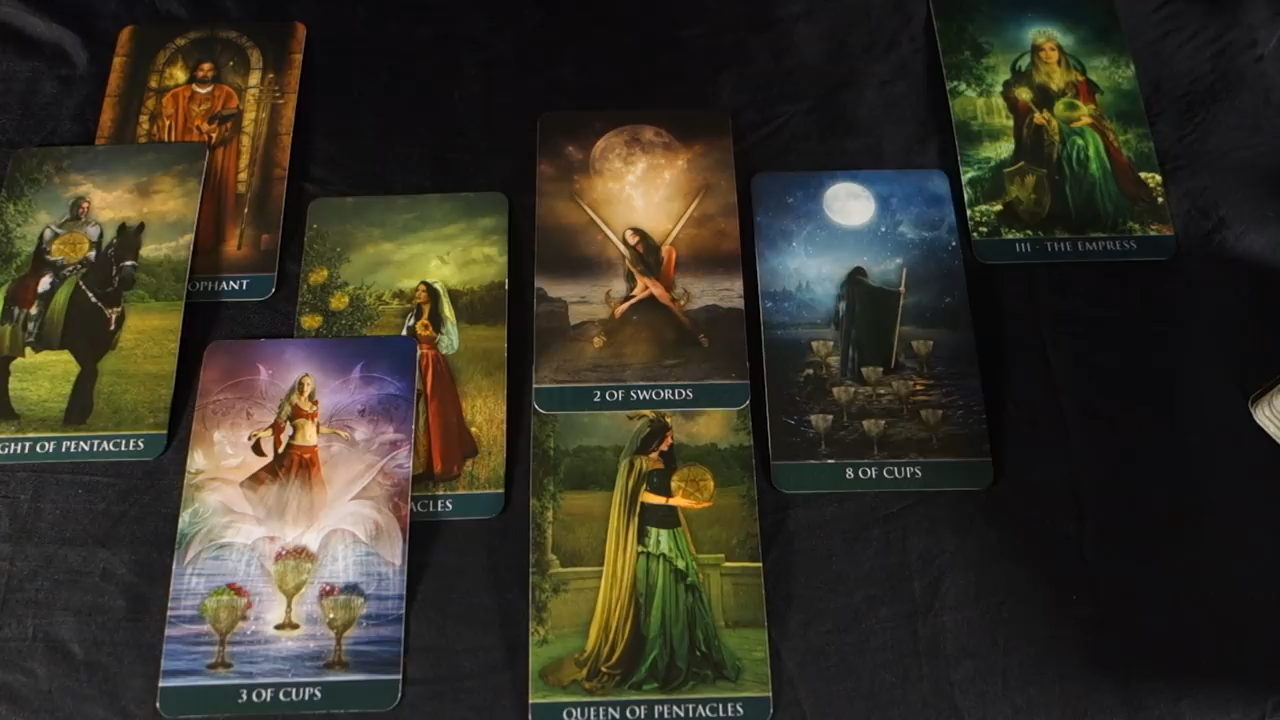 OPHANT
GHT OF PENTACLES
ACLES
3 OF CUPS
2 OF SWORDS
QUEEN OF PENTACLES
8 OF CUPS
III - THE EMPRESS